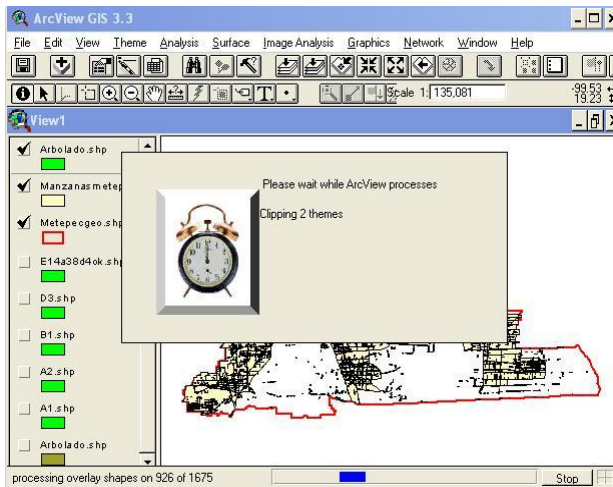 ArcView GIS 3.3
File Edit View Theme Analysis Surface Image Analysis Graphics Network Window Help
Scale 1: 135,081
-99.53
19.23
View1
Arbolado.shp
Manzanasmetep
Metepecgeo.shp
E14a38d4ok.shp
D3.shp
B1.shp
A2.shp
A1.shp
Arbolado.shp
Please wait while ArcView processes
Clipping 2 themes
processing overlay shapes on 926 of 1675
Stop